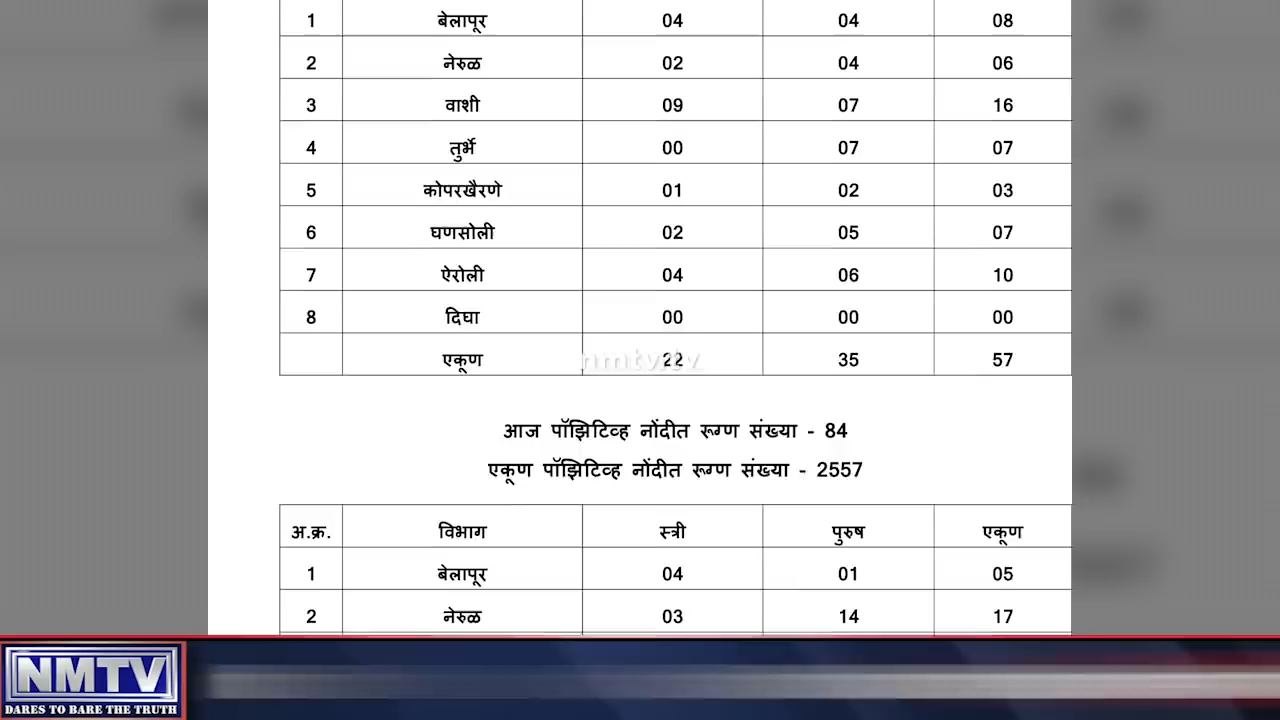 1 बेलापूर 04 04 08
2 नेरुळ 02 04 06
3 वाशी 09 07 16
4 तुर्भे 00 07 07
5 कोपरखैरणे 01 02 03
6 घणसोली 02 05 07
7 ऐरोली 04 06 10
8 दिघा 00 00 00
एकूण 22 35 57
nmtv.tv
आज पॉझिटिव्ह नोंदीत रूग्ण संख्या - 84
एकूण पॉझिटिव्ह नोंदीत रूग्ण संख्या - 2557
अ.क्र. विभाग स्त्री पुरुष एकूण
1 बेलापूर 04 01 05
2 नेरुळ 03 14 17
NMTV
DARES TO BARE THE TRUTH